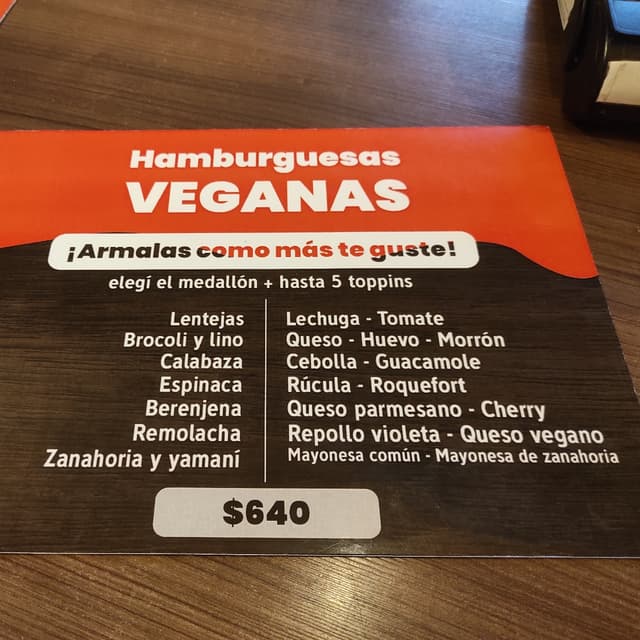 Hamburguesas
VEGANAS
¡Armalas como más te guste!
elegí el medallón + hasta 5 toppins
Lentejas
Brocoli y lino
Calabaza
Espinaca
Berenjena
Remolacha
Zanahoria y yamaní
Lechuga - Tomate
Queso - Huevo - Morrón
Cebolla - Guacamole
Rúcula - Roquefort
Queso parmesano - Cherry
Repollo violeta - Queso vegano
Mayonesa común - Mayonesa de zanahoria
$640